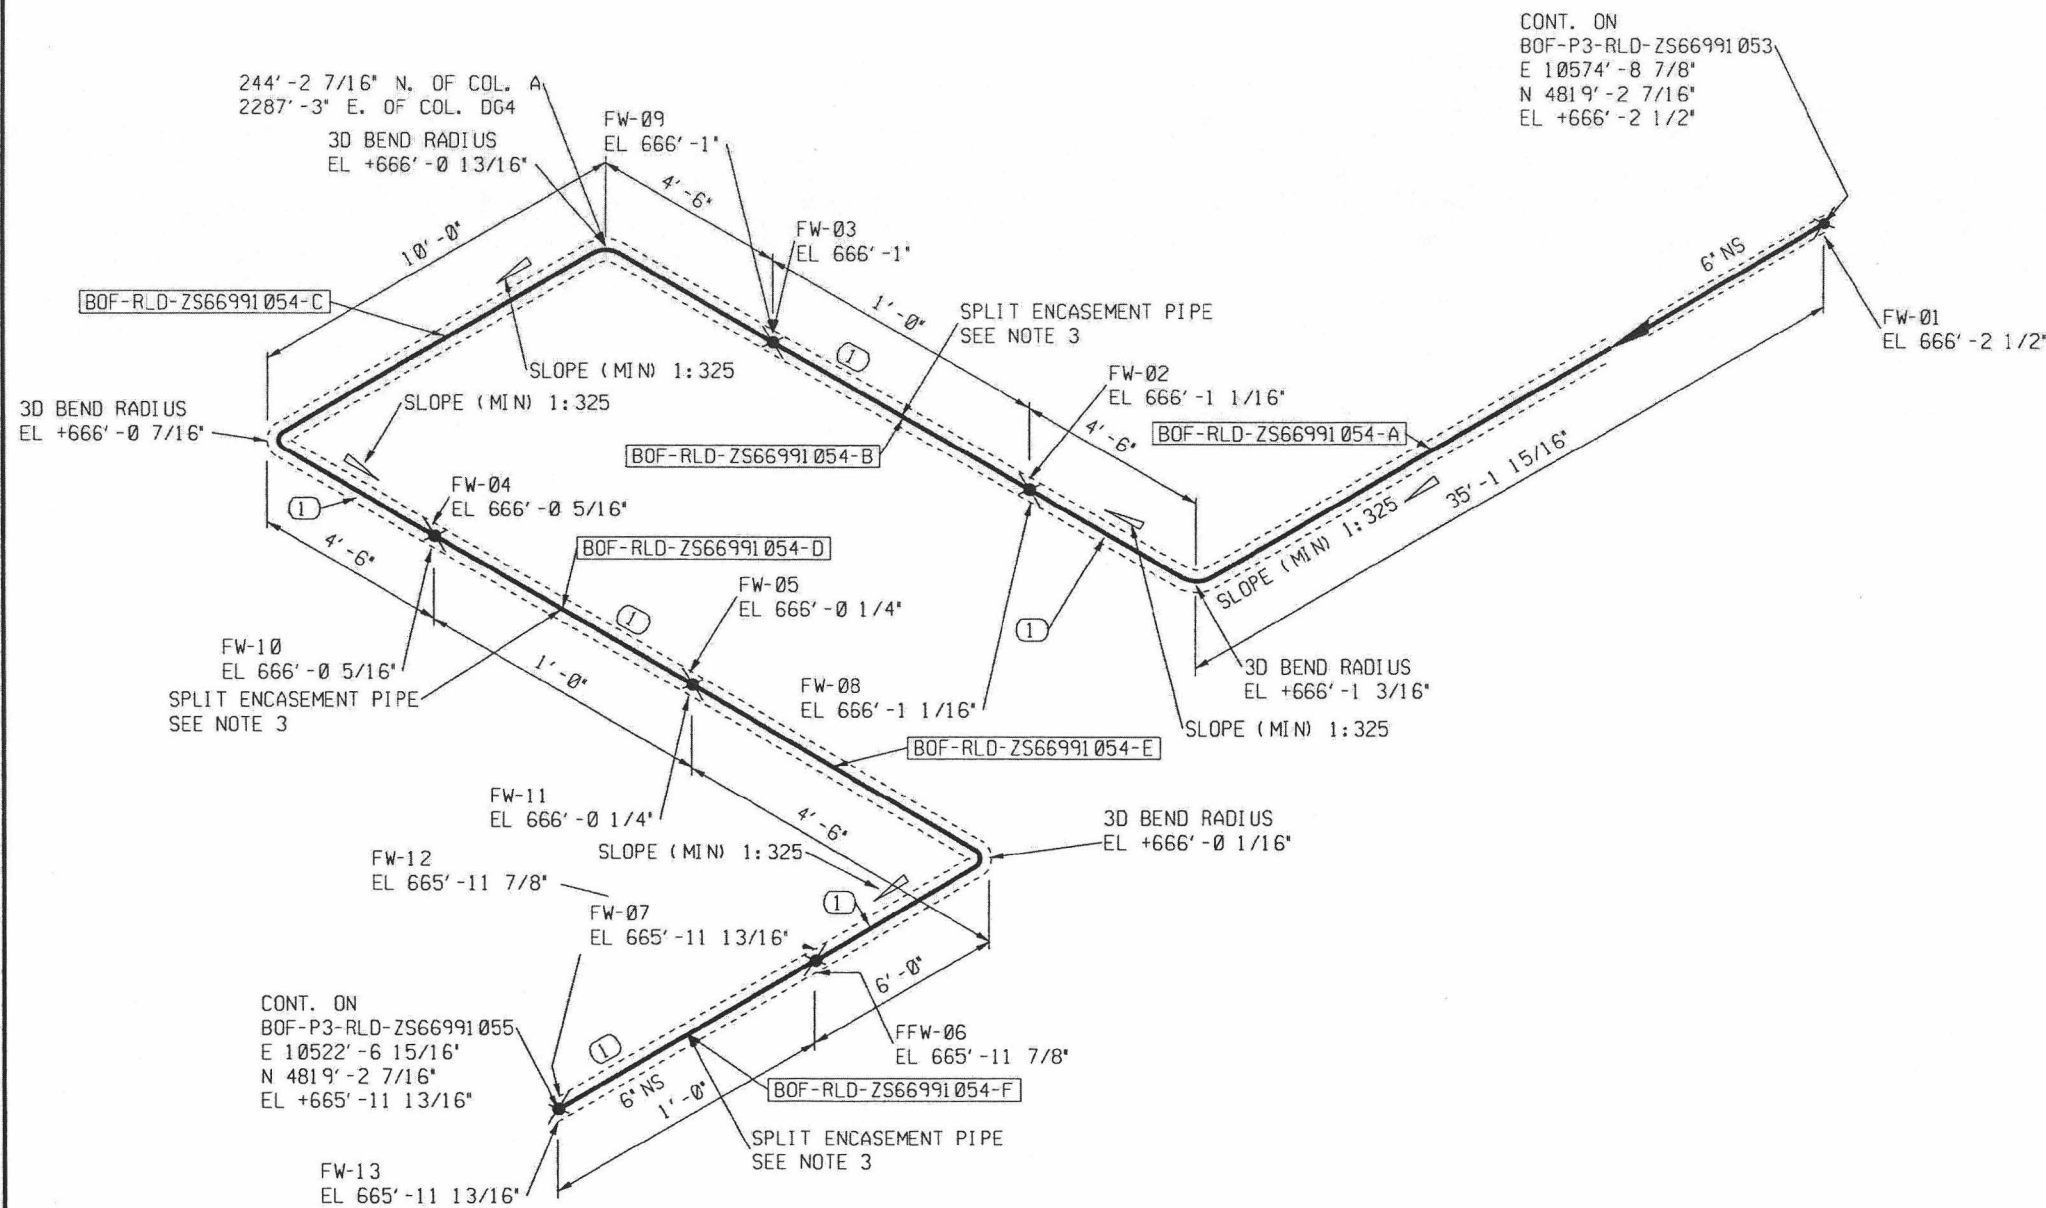 CONT. ON
BOF-P3-RLD-ZS66991053
E 10574'-8 7/8"
N 4819'-2 7/16"
EL +666'-2 1/2"
244'-2 7/16" N. OF COL. A
2287'-3" E. OF COL. DG4
3D BEND RADIUS
EL +666'-0 13/16"
FW-09
EL 666'-1"
4'-6"
10'-0"
FW-03
EL 666'-1"
6" NS
BOF-RLD-ZS66991054-C
1'-0"
SPLIT ENCASEMENT PIPE
SEE NOTE 3
FW-01
EL 666'-2 1/2"
1
SLOPE (MIN) 1:325
FW-02
EL 666'-1 1/16"
3D BEND RADIUS
EL +666'-0 7/16"
SLOPE (MIN) 1:325
4'-6"
BOF-RLD-ZS66991054-A
BOF-RLD-ZS66991054-B
35'-1 15/16"
FW-04
EL 666'-0 5/16"
1
SLOPE (MIN) 1:325
4'-6"
BOF-RLD-ZS66991054-D
FW-05
EL 666'-0 1/4"
1
1
FW-10
EL 666'-0 5/16"
SPLIT ENCASEMENT PIPE
SEE NOTE 3
1'-0"
FW-08
EL 666'-1 1/16"
3D BEND RADIUS
EL +666'-1 3/16"
SLOPE (MIN) 1:325
BOF-RLD-ZS66991054-E
FW-11
EL 666'-0 1/4"
4'-6"
3D BEND RADIUS
EL +666'-0 1/16"
SLOPE (MIN) 1:325
FW-12
EL 665'-11 7/8"
1
FW-07
EL 665'-11 13/16"
6'-0"
CONT. ON
BOF-P3-RLD-ZS66991055
E 10522'-6 15/16"
N 4819'-2 7/16"
EL +665'-11 13/16"
FFW-06
EL 665'-11 7/8"
1
6" NS
1'-0"
BOF-RLD-ZS66991054-F
SPLIT ENCASEMENT PIPE
SEE NOTE 3
FW-13
EL 665'-11 13/16"